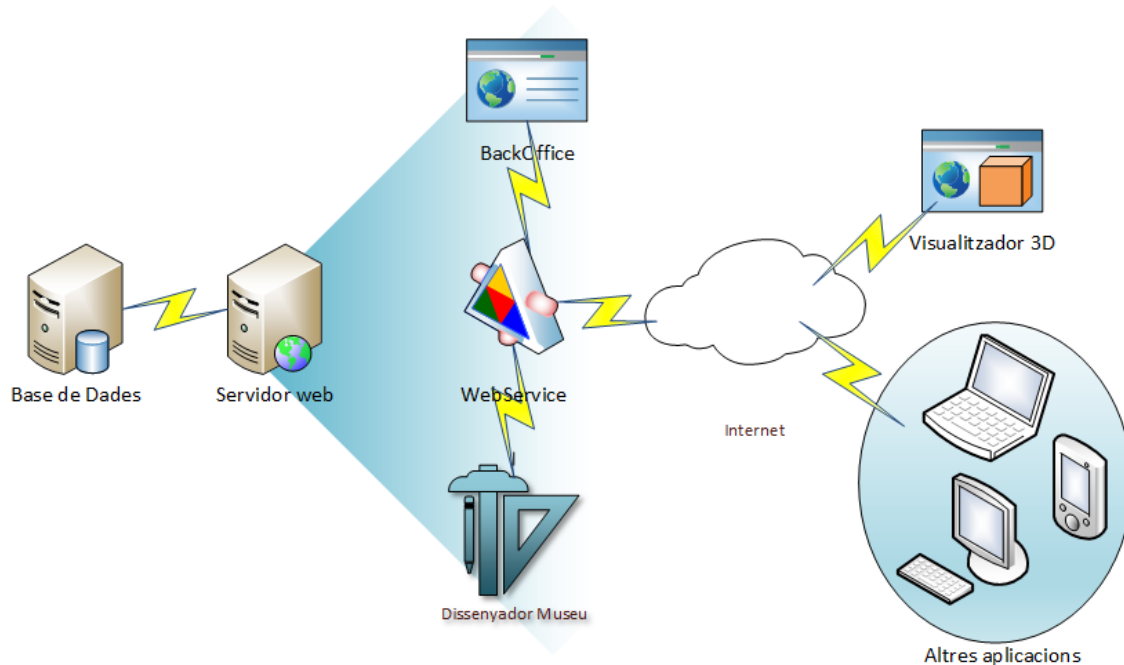 BackOffice
Visualitzador 3D
Base de Dades
Servidor web
WebService
Internet
Dissenyador Museu
Altres aplicacions